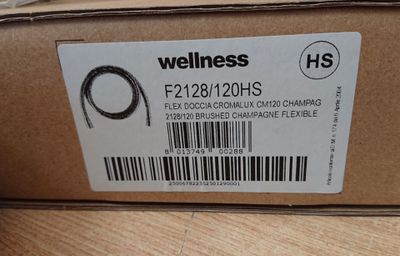 wellness
HS
F2128/120HS
FLEX DOCCIA CROMALUX CM120 CHAMPAG
2128/120 BRUSHED CHAMPAGNE FLEXIBLE
8 013749 00288